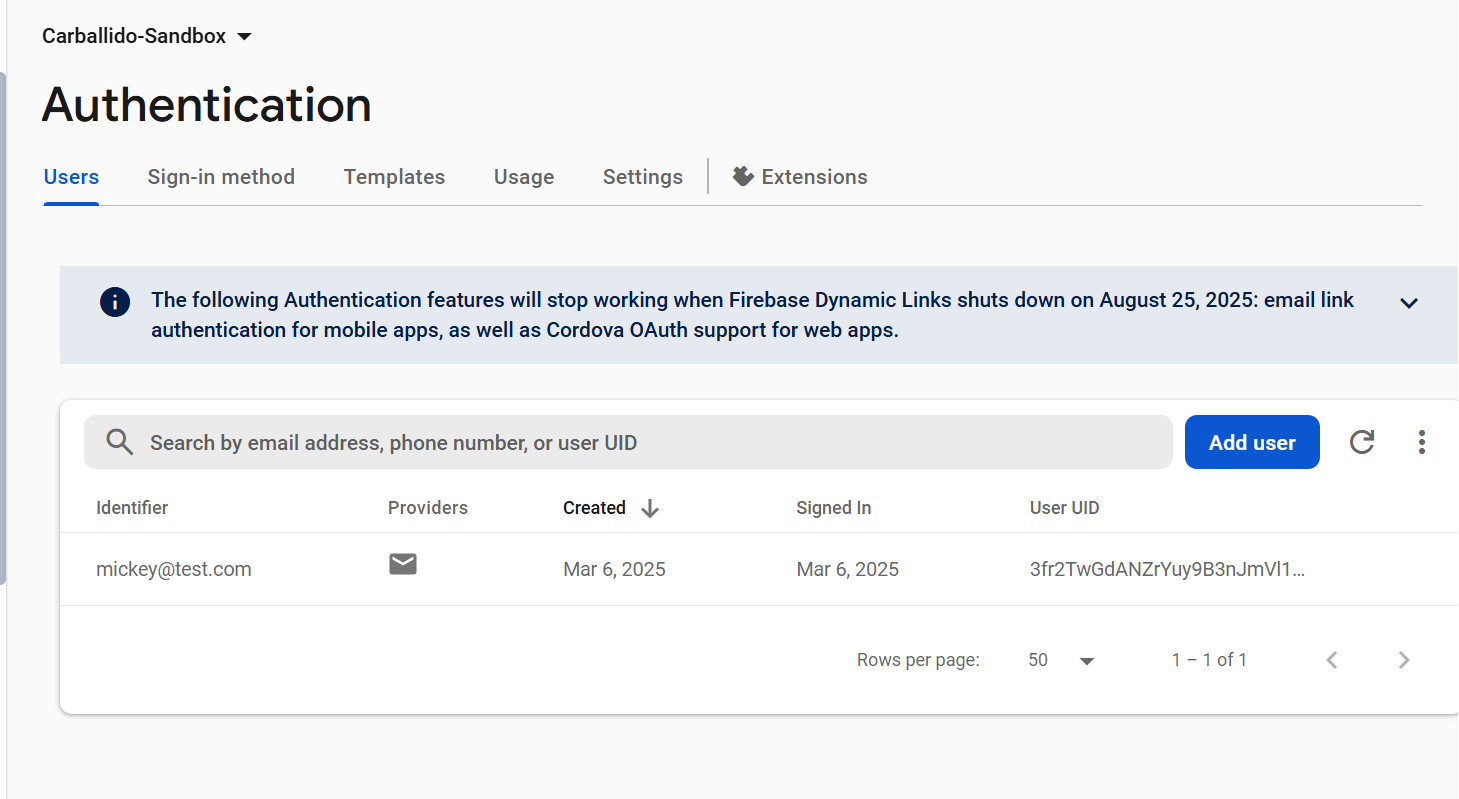 Carballido-Sandbox
Authentication
Users Sign-in method Templates Usage Settings Extensions
The following Authentication features will stop working when Firebase Dynamic Links shuts down on August 25, 2025: email link
authentication for mobile apps, as well as Cordova OAuth support for web apps.
Search by email address, phone number, or user UID Add user
Identifier Providers Created Signed In User UID
mickey@test.com Mar 6, 2025 Mar 6, 2025 3fr2TwGdANZrYuy9B3nJmVl1...
Rows per page: 50 1 – 1 of 1